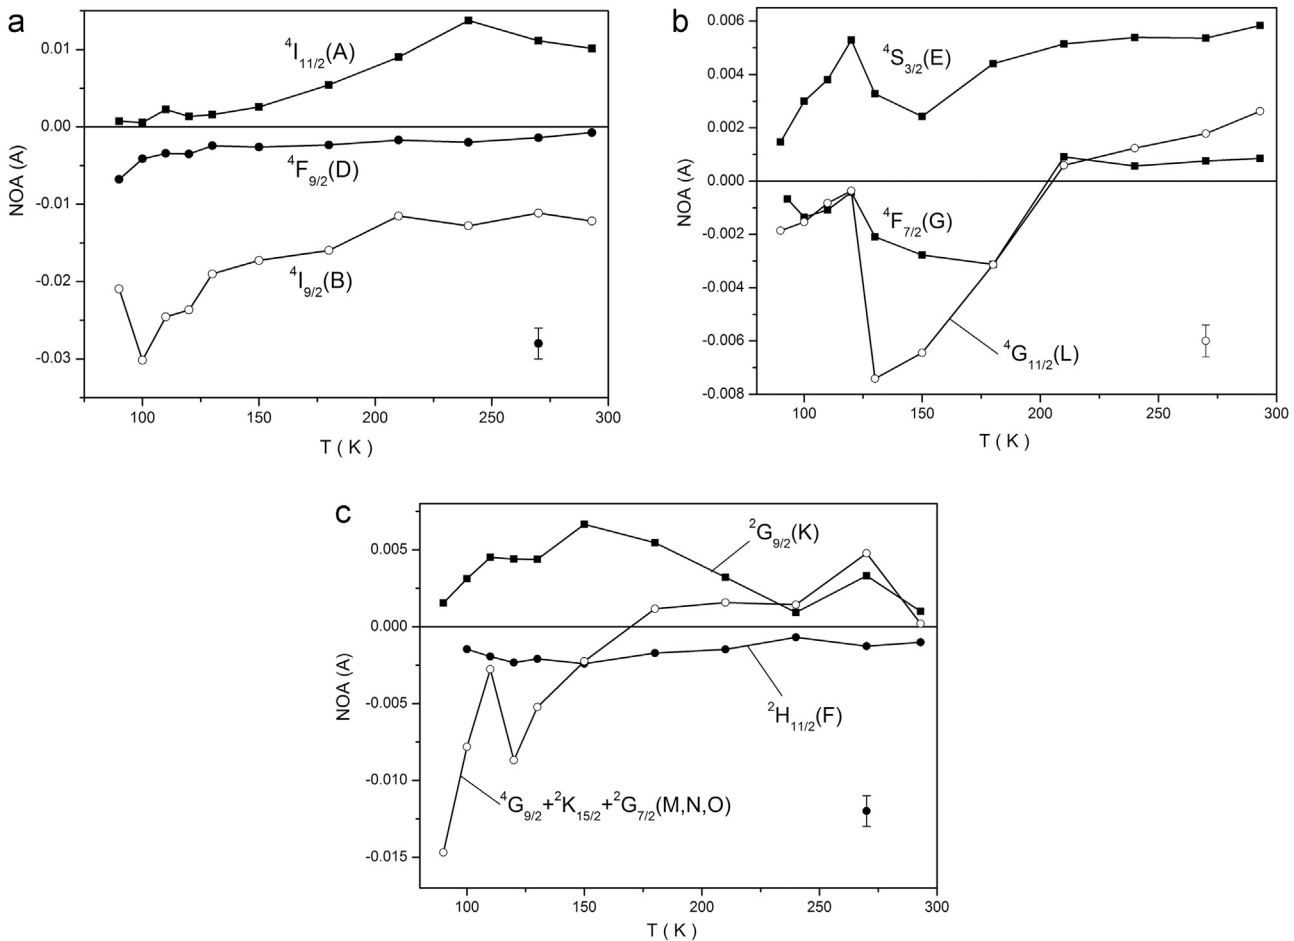 a
0.01
0.00
-0.01
-0.02
-0.03
NOA (A)
4I11/2(A)
4F9/2(D)
4I9/2(B)
100 150 200 250 300
T ( K )
b
0.006
0.004
0.002
0.000
-0.002
-0.004
-0.006
-0.008
NOA (A)
4S3/2(E)
4F7/2(G)
4G11/2(L)
100 150 200 250 300
T ( K )
c
0.005
0.000
-0.005
-0.010
-0.015
NOA (A)
2G9/2(K)
2H11/2(F)
4G9/2+2K15/2+2G7/2(M,N,O)
100 150 200 250 300
T ( K )